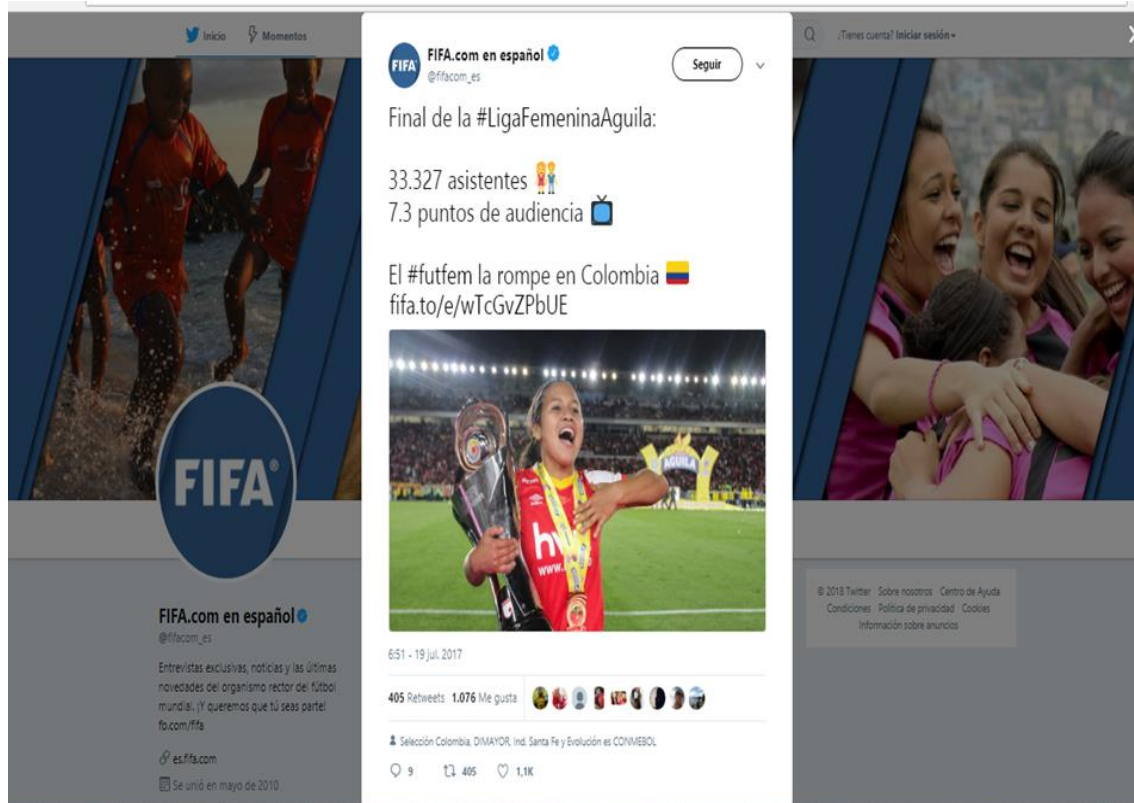 Inicio Momentos
¿Tienes cuenta? Iniciar sesión
FIFA
FIFA.com en español
@fifacom_es
Seguir
Final de la #LigaFemeninaAguila:
33.327 asistentes
7.3 puntos de audiencia
El #futfem la rompe en Colombia
fifa.to/e/wTcGvZPbUE
AGUILA
www.
6:51 - 19 jul. 2017
405 Retweets 1.076 Me gusta
Selección Colombia, DIMAYOR, Ind. Santa Fe y Evolución es CONMEBOL
9 405 1,1K
FIFA
FIFA.com en español
@fifacom_es
Entrevistas exclusivas, noticias y las últimas
novedades del organismo rector del fútbol
mundial. ¡Y queremos que tú seas parte!
fb.com/fifa
es.fifa.com
Se unió en mayo de 2010
© 2018 Twitter Sobre nosotros Centro de Ayuda
Condiciones Política de privacidad Cookies
Información sobre anuncios